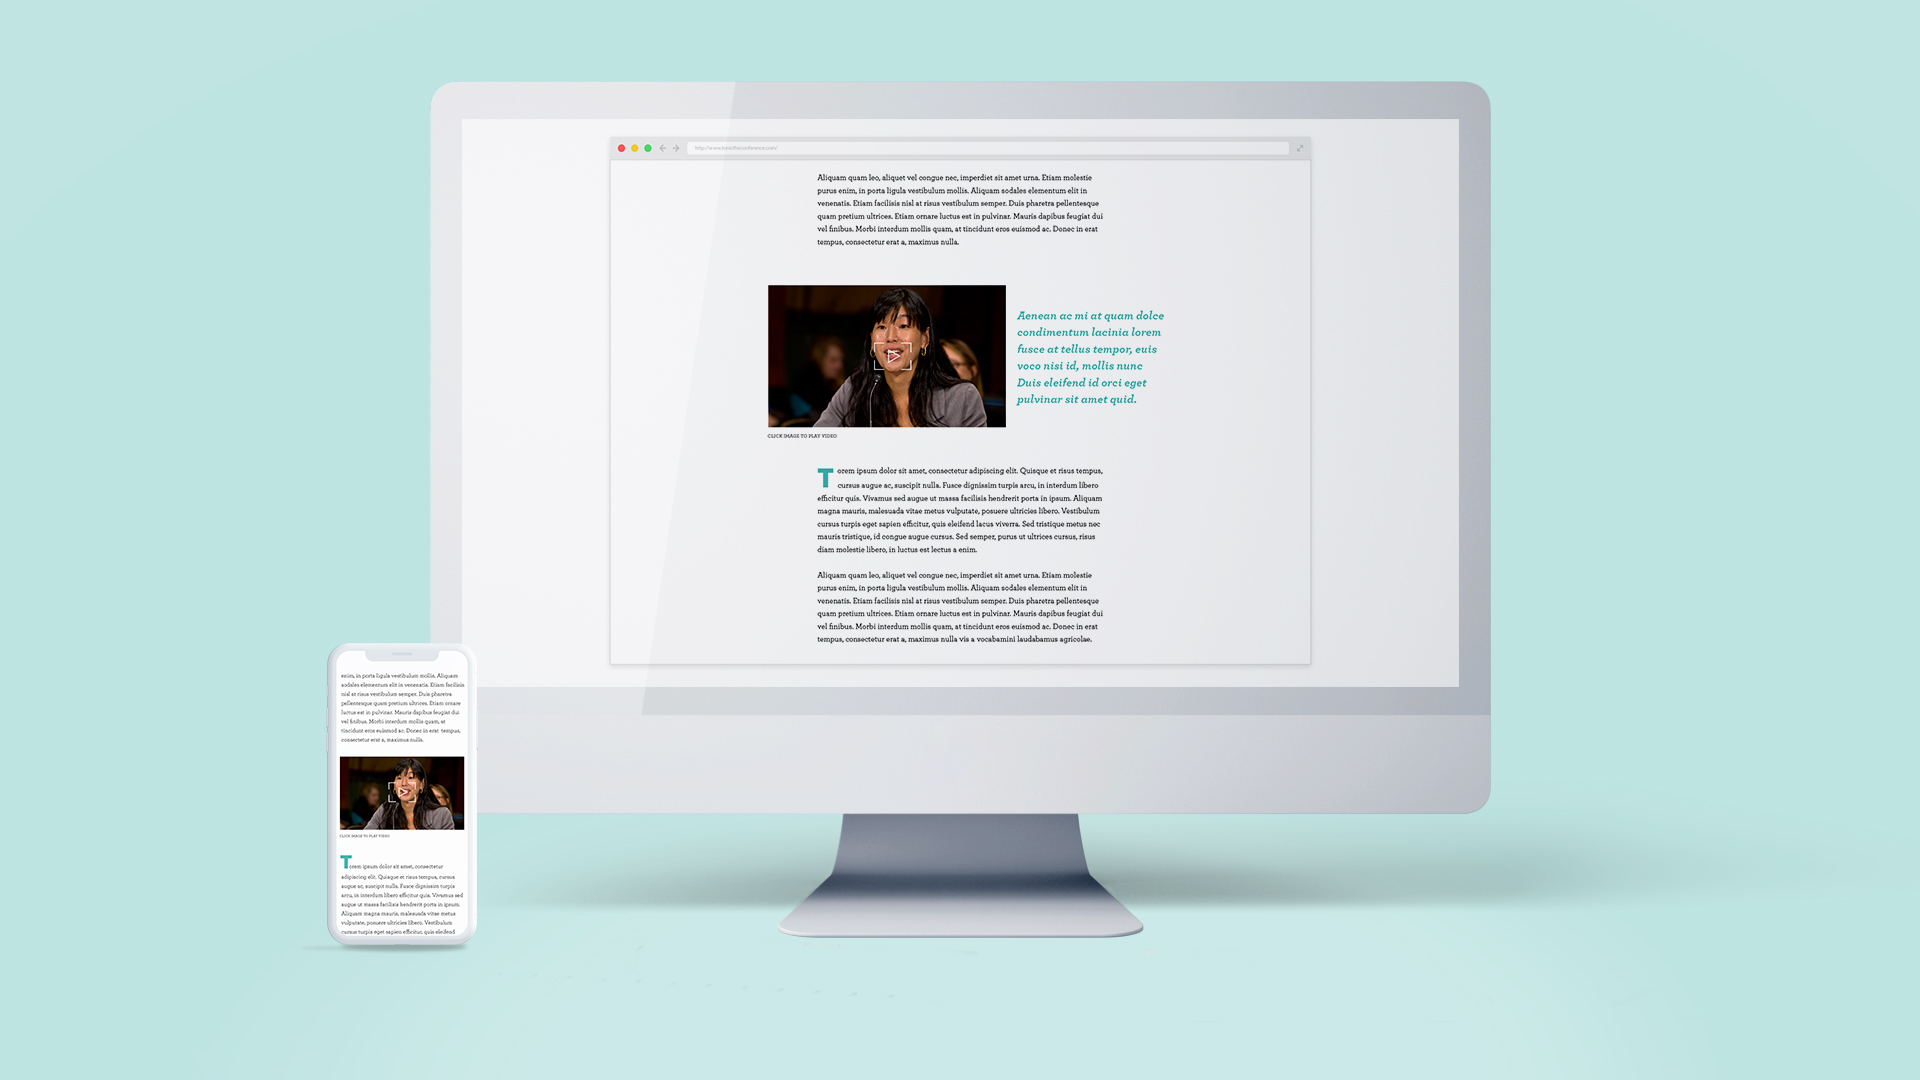 http://www.tonictheconference.com/
Aliquam quam leo, aliquet vel congue nec, imperdiet sit amet urna. Etiam molestie
purus enim, in porta ligula vestibulum mollis. Aliquam sodales elementum elit in
venenatis. Etiam facilisis nisl at risus vestibulum semper. Duis pharetra pellentesque
quam pretium ultrices. Etiam ornare luctus est in pulvinar. Mauris dapibus feugiat dui
vel finibus. Morbi interdum mollis quam, at tincidunt eros euismod ac. Donec in erat
tempus, consectetur erat a, maximus nulla.
Aenean ac mi at quam dolce
condimentum lacinia lorem
fusce at tellus tempor, euis
voco nisi id, mollis nunc
Duis eleifend id orci eget
pulvinar sit amet quid.
CLICK IMAGE TO PLAY VIDEO
Torem ipsum dolor sit amet, consectetur adipiscing elit. Quisque et risus tempus,
cursus augue ac, suscipit nulla. Fusce dignissim turpis arcu, in interdum libero
efficitur quis. Vivamus sed augue ut massa facilisis hendrerit porta in ipsum. Aliquam
magna mauris, malesuada vitae metus vulputate, posuere ultricies libero. Vestibulum
cursus turpis eget sapien efficitur, quis eleifend lacus viverra. Sed tristique metus nec
mauris tristique, id congue augue cursus. Sed semper, purus ut ultrices cursus, risus
diam molestie libero, in luctus est lectus a enim.
Aliquam quam leo, aliquet vel congue nec, imperdiet sit amet urna. Etiam molestie
purus enim, in porta ligula vestibulum mollis. Aliquam sodales elementum elit in
venenatis. Etiam facilisis nisl at risus vestibulum semper. Duis pharetra pellentesque
quam pretium ultrices. Etiam ornare luctus est in pulvinar. Mauris dapibus feugiat dui
vel finibus. Morbi interdum mollis quam, at tincidunt eros euismod ac. Donec in erat
tempus, consectetur erat a, maximus nulla vis a vocabamini laudabamus agricolae.
enim, in porta ligula vestibulum mollis. Aliquam
sodales elementum elit in venenatis. Etiam facilisis
nisl at risus vestibulum semper. Duis pharetra
pellentesque quam pretium ultrices. Etiam ornare
luctus est in pulvinar. Mauris dapibus feugiat dui
vel finibus. Morbi interdum mollis quam, at
tincidunt eros euismod ac. Donec in erat tempus,
consectetur erat a, maximus nulla.
CLICK IMAGE TO PLAY VIDEO
Torem ipsum dolor sit amet, consectetur
adipiscing elit. Quisque et risus tempus, cursus
augue ac, suscipit nulla. Fusce dignissim turpis
arcu, in interdum libero efficitur quis. Vivamus sed
augue ut massa facilisis hendrerit porta in ipsum.
Aliquam magna mauris, malesuada vitae metus
vulputate, posuere ultricies libero. Vestibulum
cursus turpis eget sapien efficitur, quis eleifend